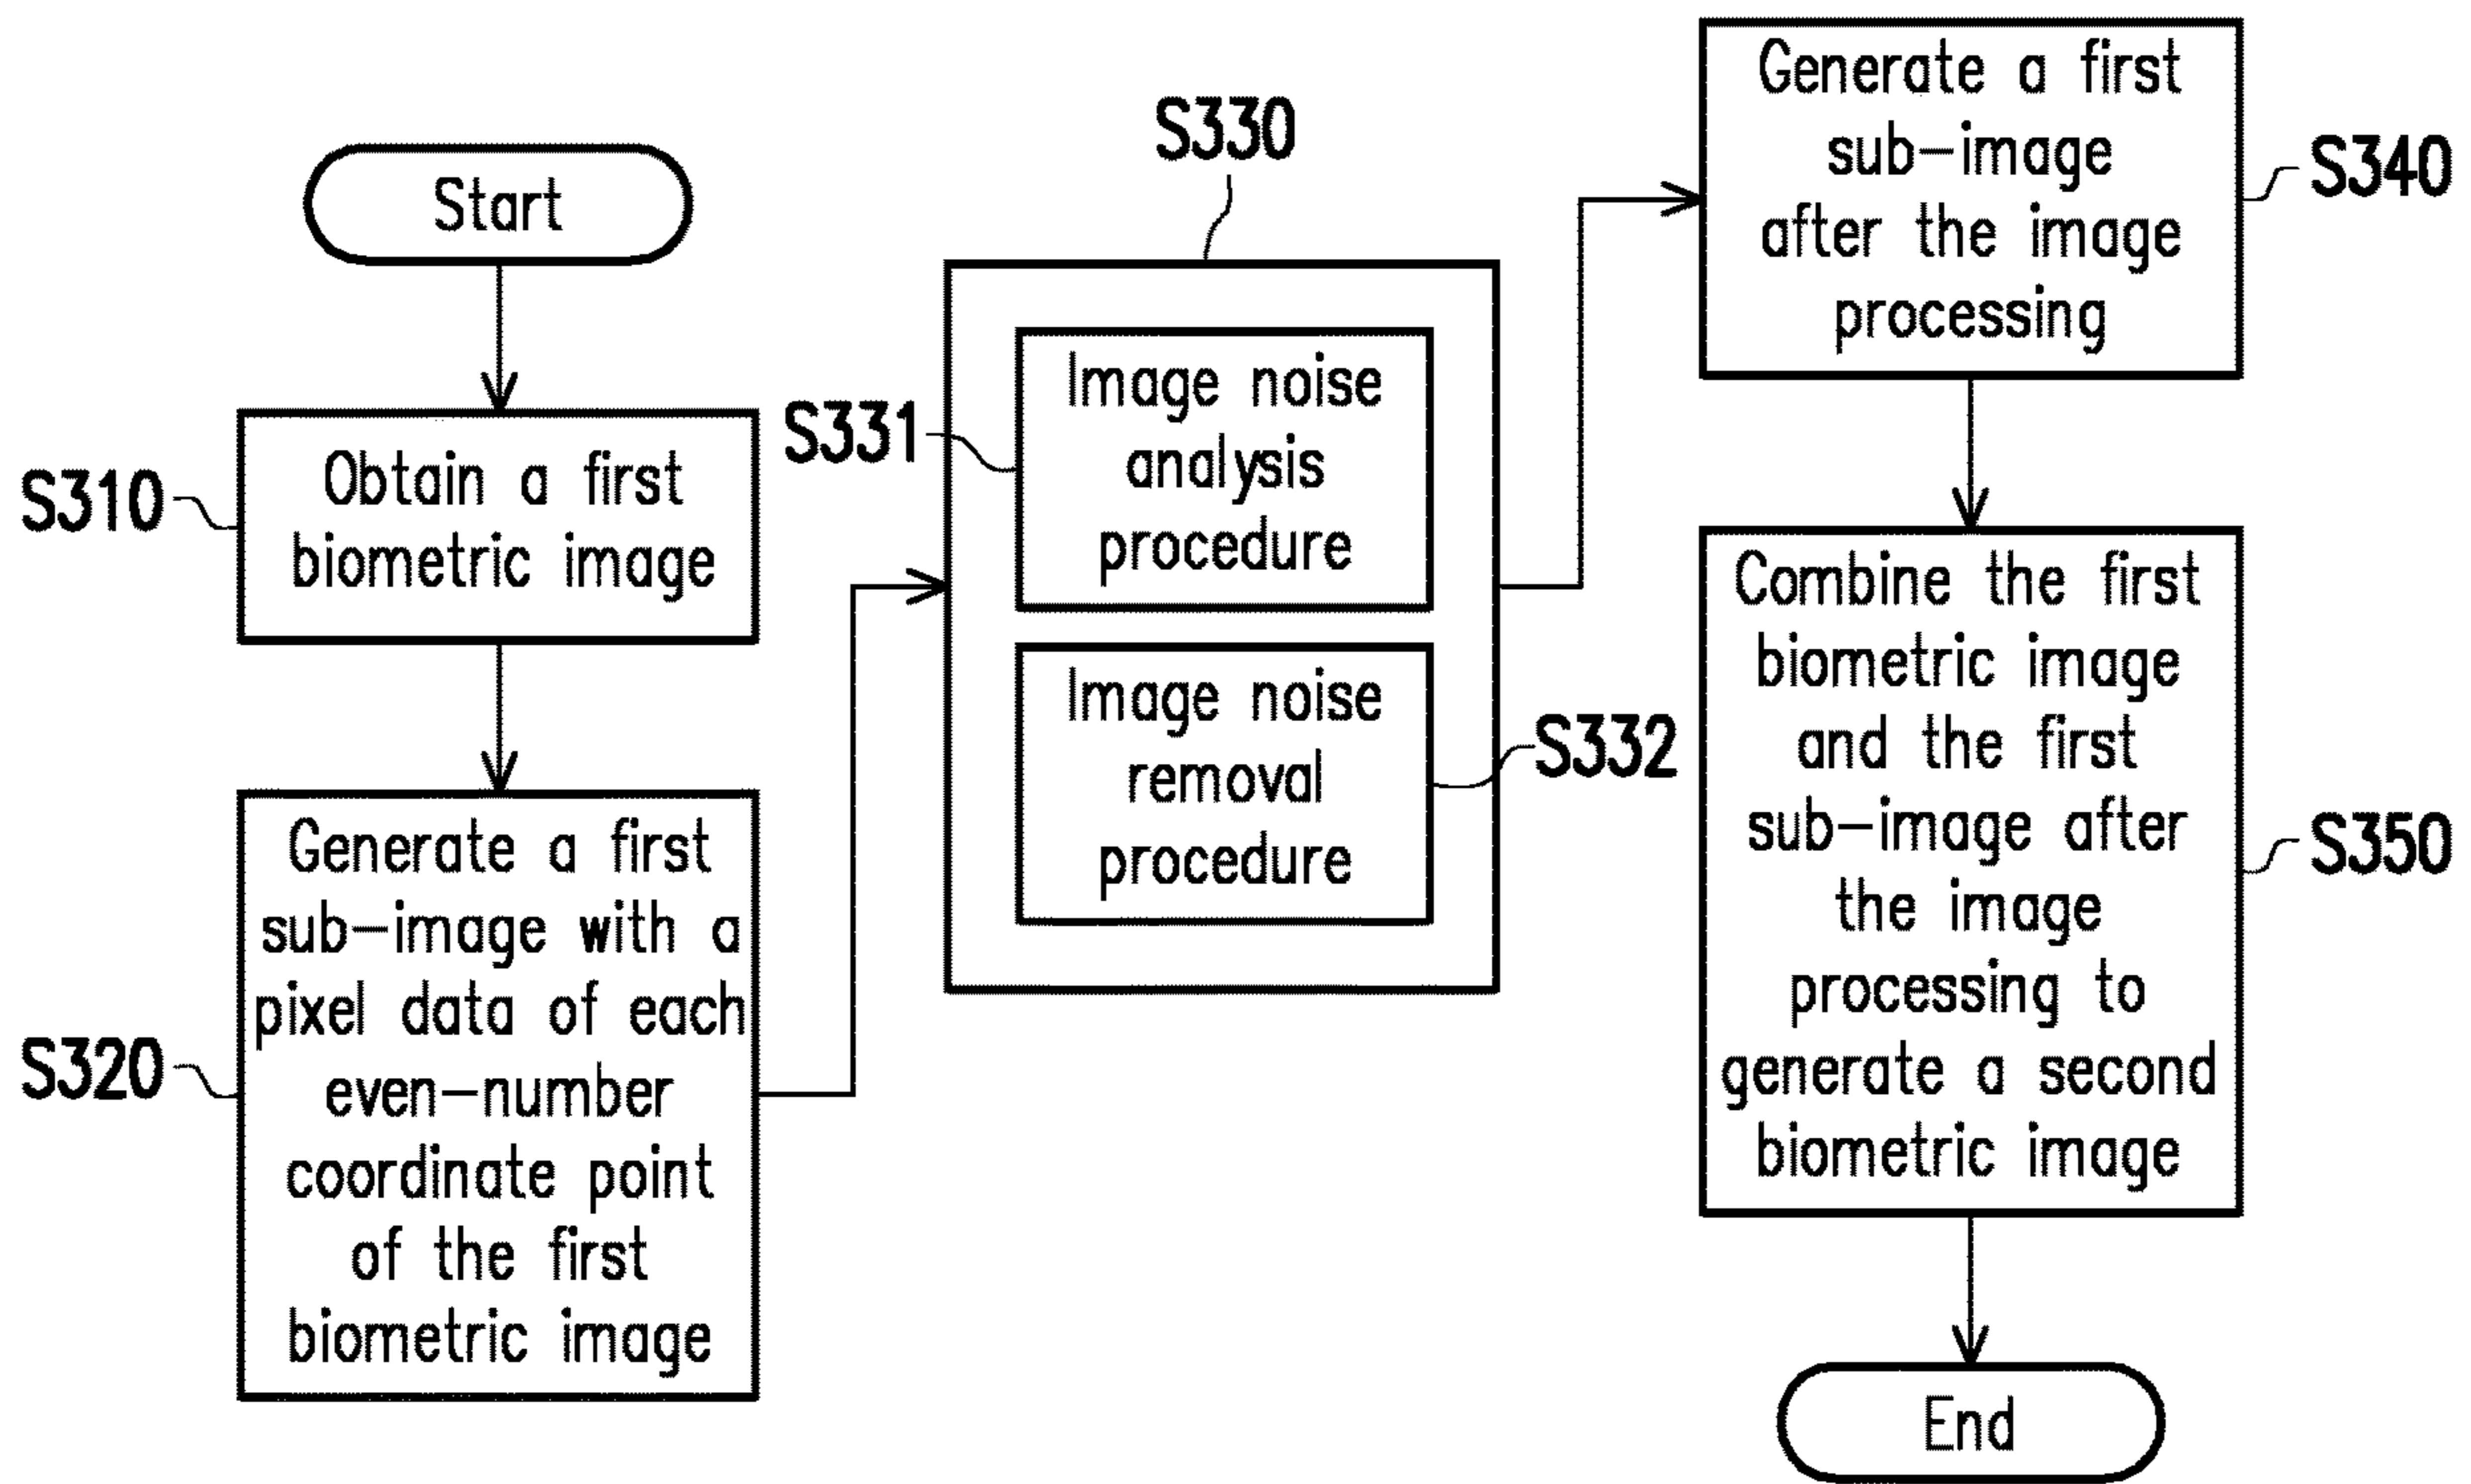 Start
S310
Obtain a first
biometric image
S320
Generate a first
sub-image with a
pixel data of each
even-number
coordinate point
of the first
biometric image
S330
S331
Image noise
analysis
procedure
Image noise
removal
procedure
S332
Generate a first
sub-image
after the image
processing
S340
Combine the first
biometric image
and the first
sub-image after
the image
processing to
generate a second
biometric image
S350
End